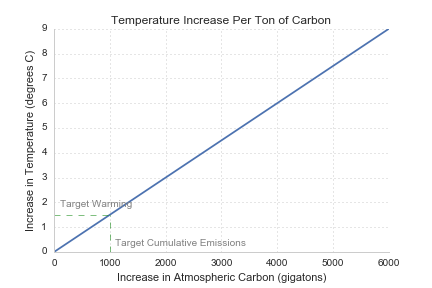 Temperature Increase Per Ton of Carbon
Increase in Temperature (degrees C)
9
8
7
6
5
4
3
2
1
0
Target Warming
Target Cumulative Emissions
0 1000 2000 3000 4000 5000 6000
Increase in Atmospheric Carbon (gigatons)